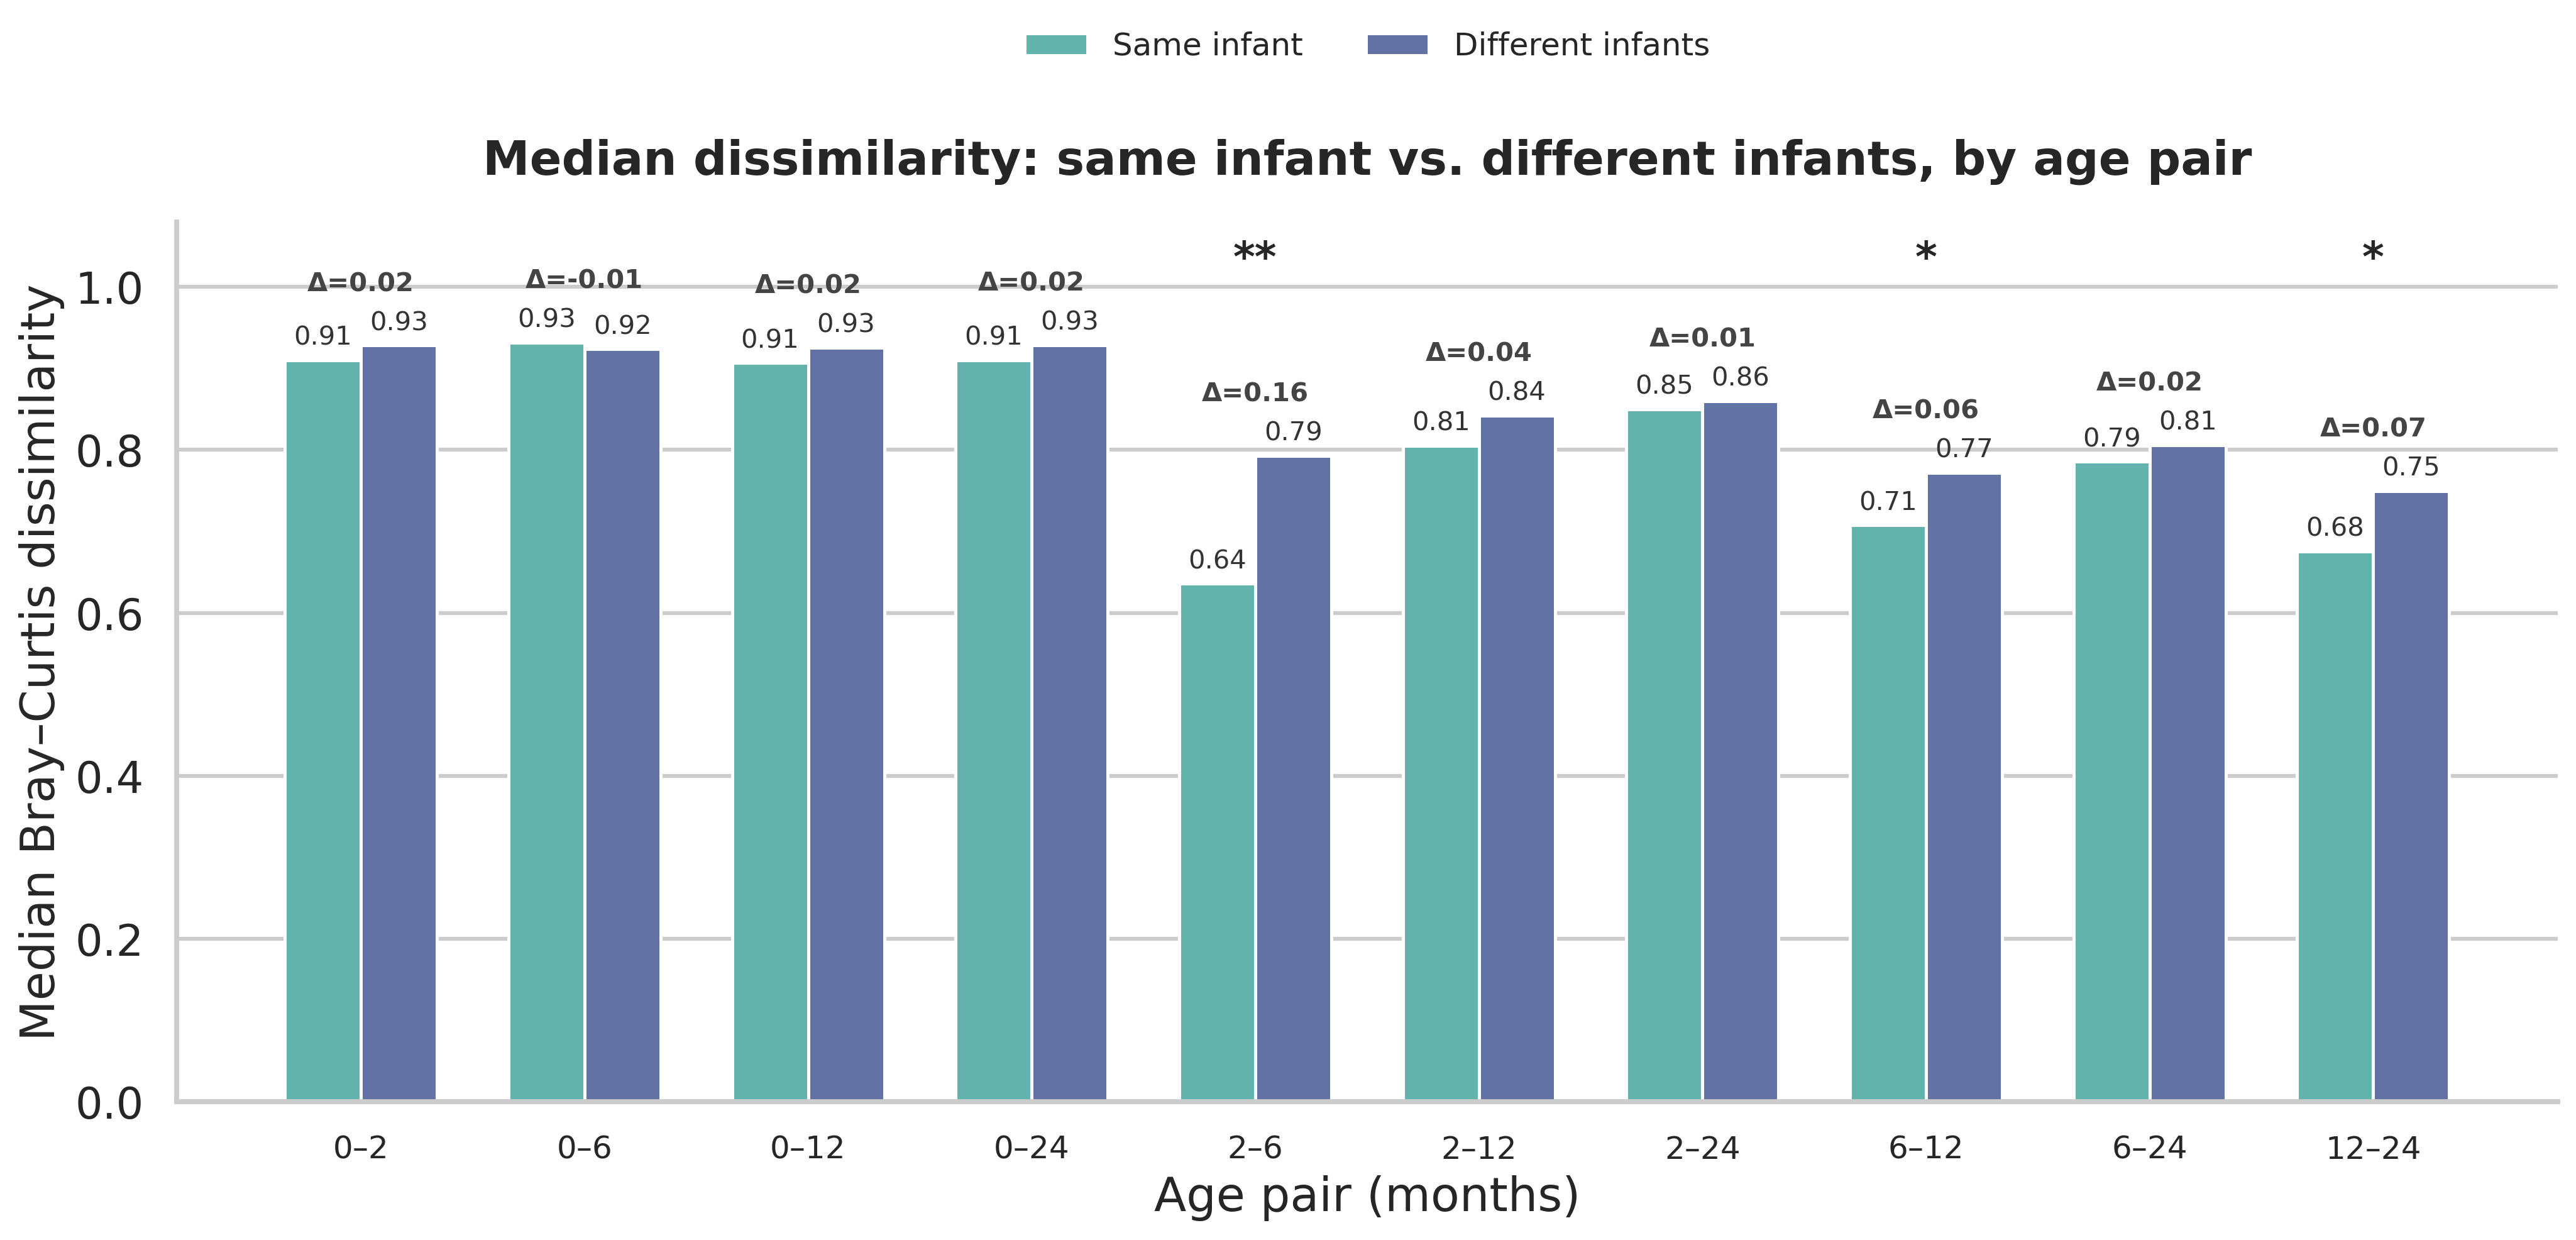 Same infant Different infants
Median dissimilarity: same infant vs. different infants, by age pair
Median Bray–Curtis dissimilarity
** * *
1.0
0.8
0.6
0.4
0.2
0.0
Δ=0.02 Δ=-0.01 Δ=0.02 Δ=0.02 Δ=0.16 Δ=0.04 Δ=0.01 Δ=0.06 Δ=0.02 Δ=0.07
0.91 0.93 0.93 0.92 0.91 0.93 0.91 0.93 0.64 0.79 0.81 0.84 0.85 0.86 0.71 0.77 0.79 0.81 0.68 0.75
0–2 0–6 0–12 0–24 2–6 2–12 2–24 6–12 6–24 12–24
Age pair (months)